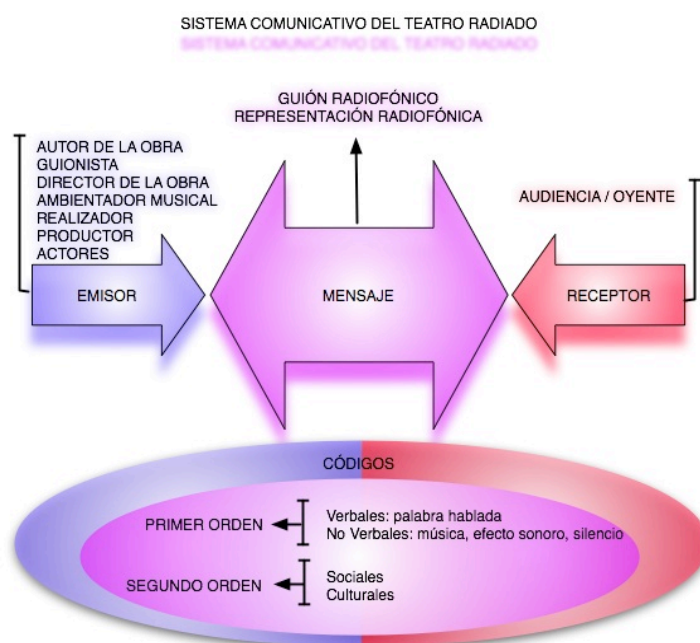 SISTEMA COMUNICATIVO DEL TEATRO RADIADO
SISTEMA COMUNICATIVO DEL TEATRO RADIADO
GUIÓN RADIOFÓNICO
REPRESENTACIÓN RADIOFÓNICA
AUTOR DE LA OBRA
GUIONISTA
DIRECTOR DE LA OBRA
AMBIENTADOR MUSICAL
REALIZADOR
PRODUCTOR
ACTORES
AUDIENCIA / OYENTE
EMISOR
MENSAJE
RECEPTOR
CÓDIGOS
PRIMER ORDEN
Verbales: palabra hablada
No Verbales: música, efecto sonoro, silencio
SEGUNDO ORDEN
Sociales
Culturales